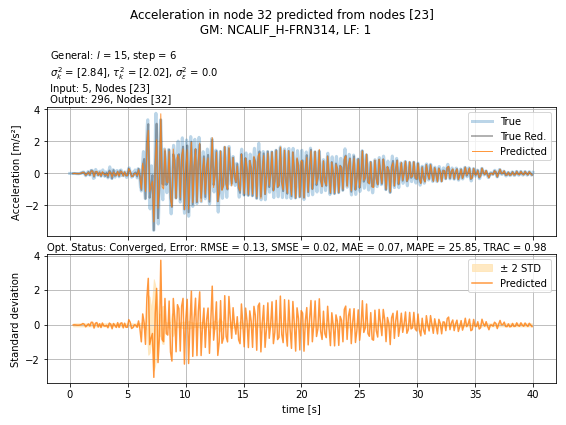 Acceleration in node 32 predicted from nodes [23]
GM: NCALIF_H-FRN314, LF: 1
General: l = 15, step = 6
σ²ₖ = [2.84], τ²ₖ = [2.02], σ²ₑ = 0.0
Input: 5, Nodes [23]
Output: 296, Nodes [32]
Acceleration [m/s²]
4
2
0
−2
True
True Red.
Predicted
Opt. Status: Converged, Error: RMSE = 0.13, SMSE = 0.02, MAE = 0.07, MAPE = 25.85, TRAC = 0.98
Standard deviation
4
2
0
−2
± 2 STD
Predicted
0 5 10 15 20 25 30 35 40
time [s]